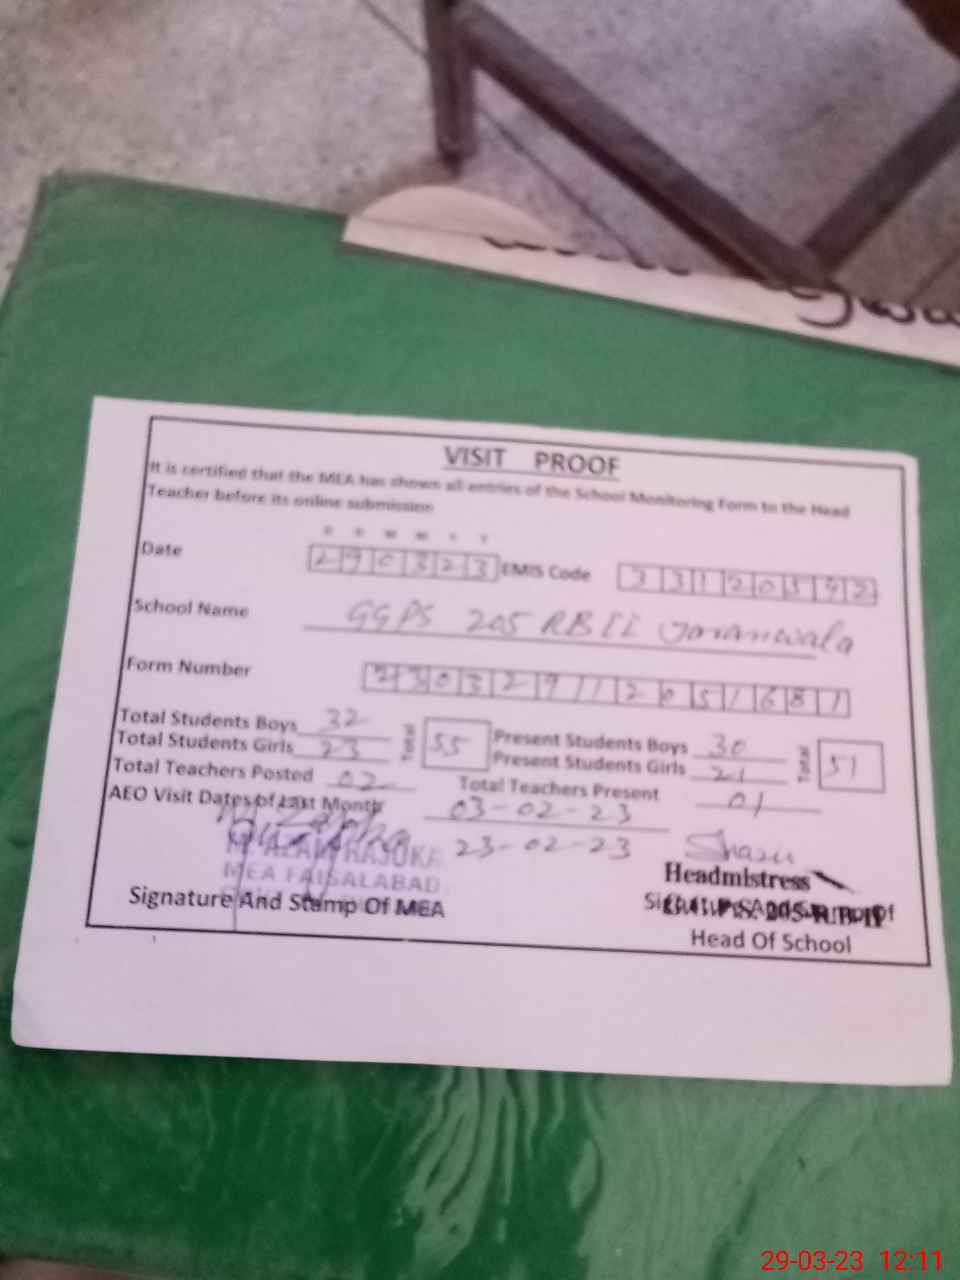 VISIT PROOF
It is certified that the MEA has shown all entries of the School Monitoring Form to the Head
Teacher before its online submission
D D M M Y Y
Date 290323 EMIS Code 33120592
School Name GGPS 205 RB II Jaranwala
Form Number 230329112051681
Total Students Boys 32 Total 55 Present Students Boys 30 Total 51
Total Students Girls 23 Present Students Girls 21
Total Teachers Posted 02 Total Teachers Present 01
AEO Visit Dates of Last Month 03-02-23
23-02-23
MEA FAISALABAD
Headmistress
Signature And Stamp Of MEA
Head Of School
29-03-23 12:11